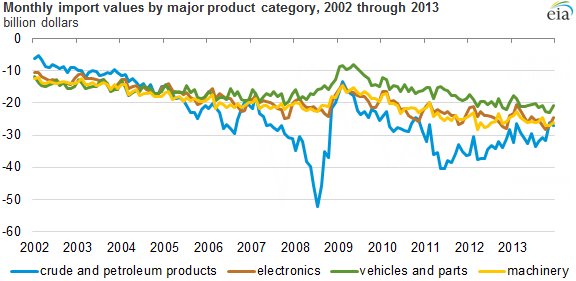 Monthly import values by major product category, 2002 through 2013
billion dollars
eia
0
-10
-20
-30
-40
-50
-60
2002 2003 2004 2005 2006 2007 2008 2009 2010 2011 2012 2013
crude and petroleum products electronics vehicles and parts machinery